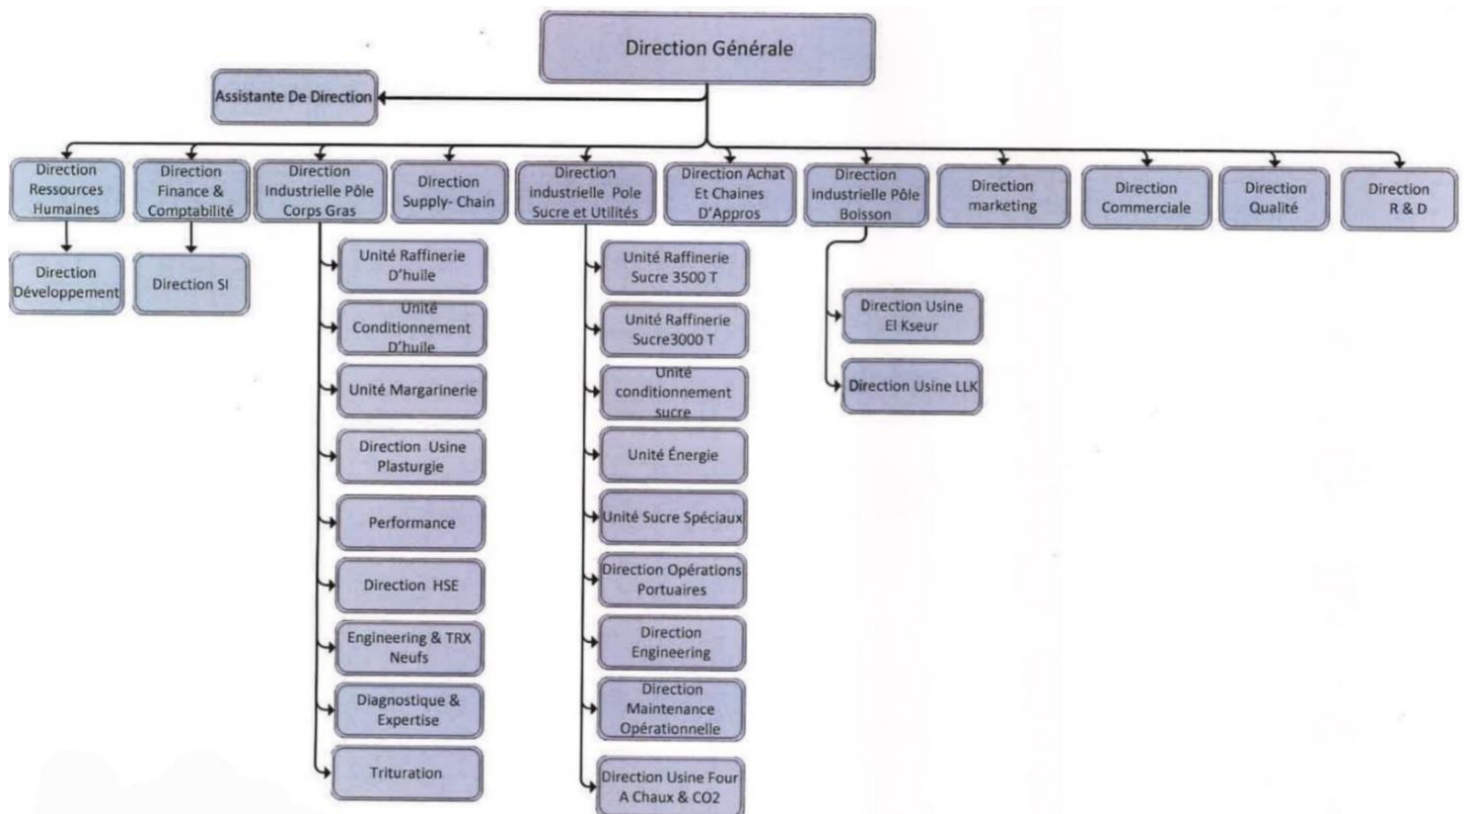 Direction Générale
Assistante De Direction
Direction
Ressources
Humaines
Direction
Finance &
Comptabilité
Direction
Industrielle Pôle
Corps Gras
Direction
Supply- Chain
Direction
industrielle Pole
Sucre et Utilités
Direction Achat
Et Chaines
D'Appros
Direction
industrielle Pôle
Boisson
Direction
marketing
Direction
Commerciale
Direction
Qualité
Direction
R & D
Direction
Développement
Direction SI
Unité Raffinerie
D'huile
Unité
Conditionnement
D'huile
Unité Margarinerie
Direction Usine
Plasturgie
Performance
Direction HSE
Engineering & TRX
Neufs
Diagnostique &
Expertise
Trituration
Unité Raffinerie
Sucre 3500 T
Unité Raffinerie
Sucre3000 T
Unité
conditionnement
sucre
Unité Énergie
Unité Sucre Spéciaux
Direction Opérations
Portuaires
Direction
Engineering
Direction
Maintenance
Opérationnelle
Direction Usine Four
A Chaux & CO2
Direction Usine
El Kseur
Direction Usine LLK